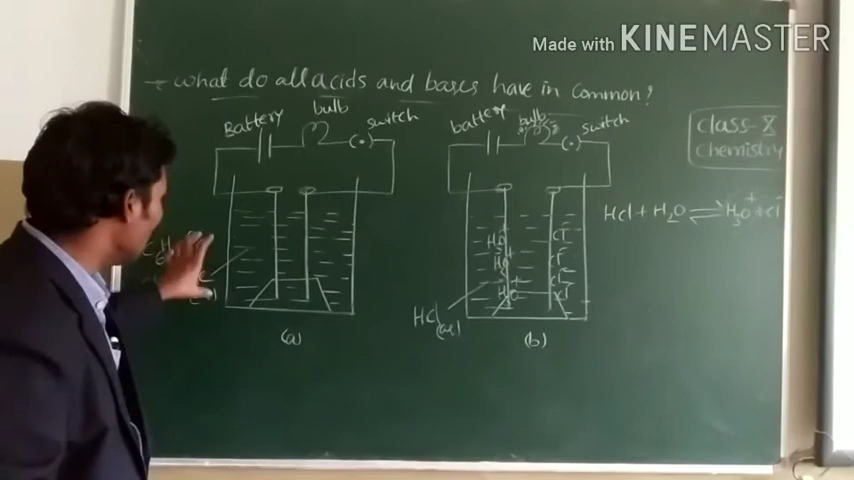 Made with KINEMASTER
→ What do all acids and bases have in common?
Battery bulb switch
battery bulb switch
Class-X
Chemistry
HCl + H2O ⇌ H3O+ + Cl-
H3O+ Cl-
H3O+ Cl-
H3O+ Cl-
Cl-
HCl (aq)
(a)
(b)